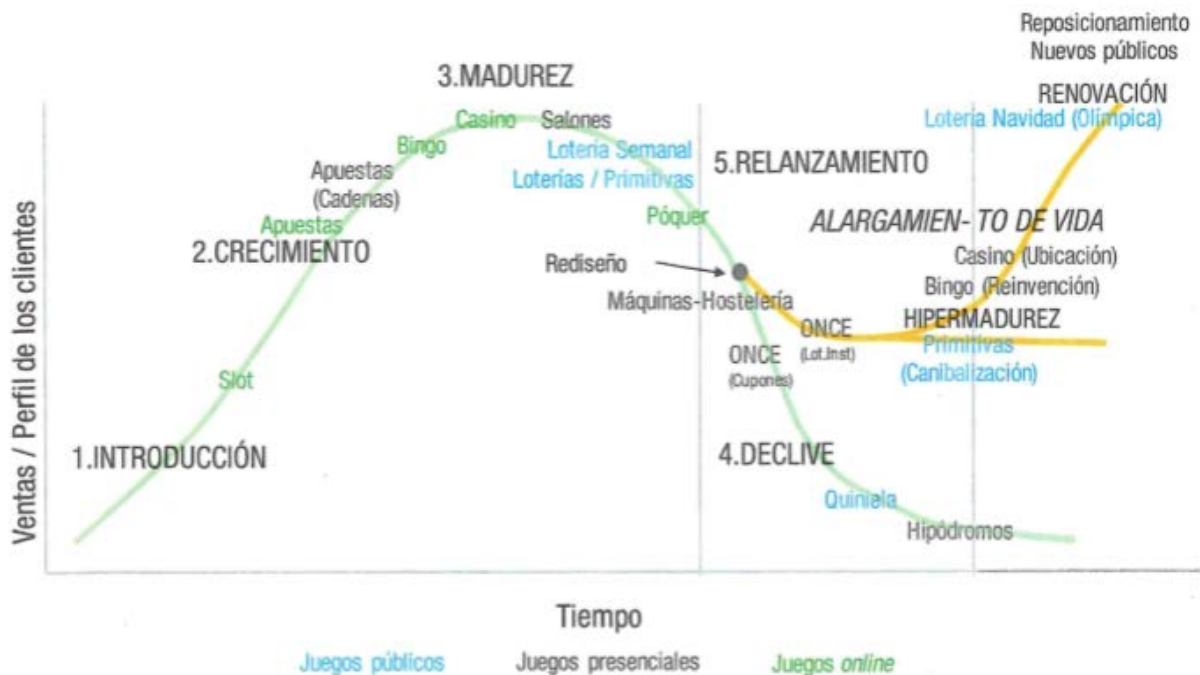 Reposicionamiento
Nuevos públicos
3.MADUREZ
RENOVACIÓN
Casino
Salones
Lotería Navidad (Olímpica)
Bingo
Lotería Semanal
Loterías / Primitivas
5.RELANZAMIENTO
Apuestas
(Cadenas)
Póquer
Apuestas
ALARGAMIEN- TO DE VIDA
2.CRECIMIENTO
Casino (Ubicación)
Rediseño
Bingo (Reinvención)
Máquinas-Hostelería
HIPERMADUREZ
ONCE
(Lot.Inst)
Primitivas
(Canibalización)
ONCE
(Cupones)
Slot
1.INTRODUCCIÓN
4.DECLIVE
Quiniela
Hipódromos
Ventas / Perfil de los clientes
Tiempo
Juegos públicos
Juegos presenciales
Juegos online